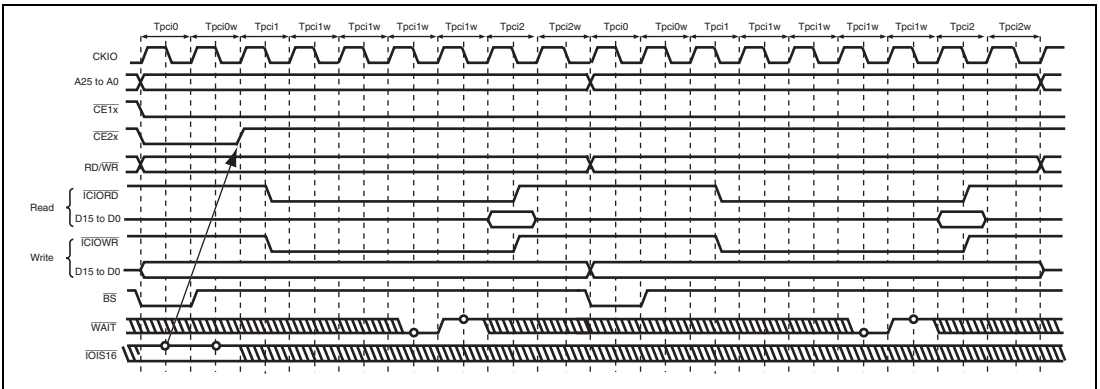 Tpci0 Tpci0w Tpci1 Tpci1w Tpci1w Tpci1w Tpci1w Tpci2 Tpci2w Tpci0 Tpci0w Tpci1 Tpci1w Tpci1w Tpci1w Tpci1w Tpci2 Tpci2w
CKIO
A25 to A0
CE1x
CE2x
RD/WR
ICIORD
Read
D15 to D0
ICIOWR
Write
D15 to D0
BS
WAIT
IOIS16